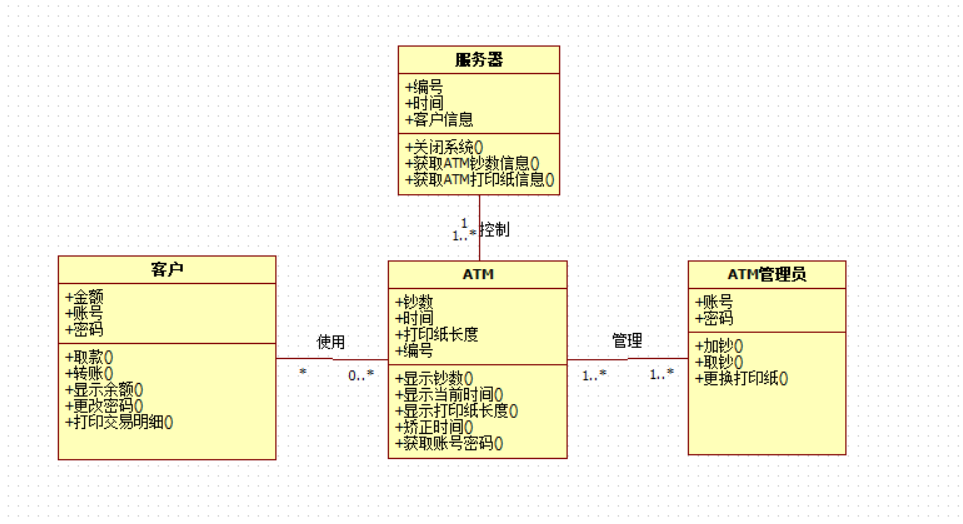 服务器
+编号
+时间
+客户信息
+关闭系统()
+获取ATM钞数信息()
+获取ATM打印纸信息()
1
1..*
控制
客户
+金额
+账号
+密码
+取款()
+转账()
+显示余额()
+更改密码()
+打印交易明细()
使用
*
0..*
ATM
+钞数
+时间
+打印纸长度
+编号
+显示钞数()
+显示当前时间()
+显示打印纸长度()
+矫正时间()
+获取账号密码()
管理
1..*
1..*
ATM管理员
+账号
+密码
+加钞()
+取钞()
+更换打印纸()